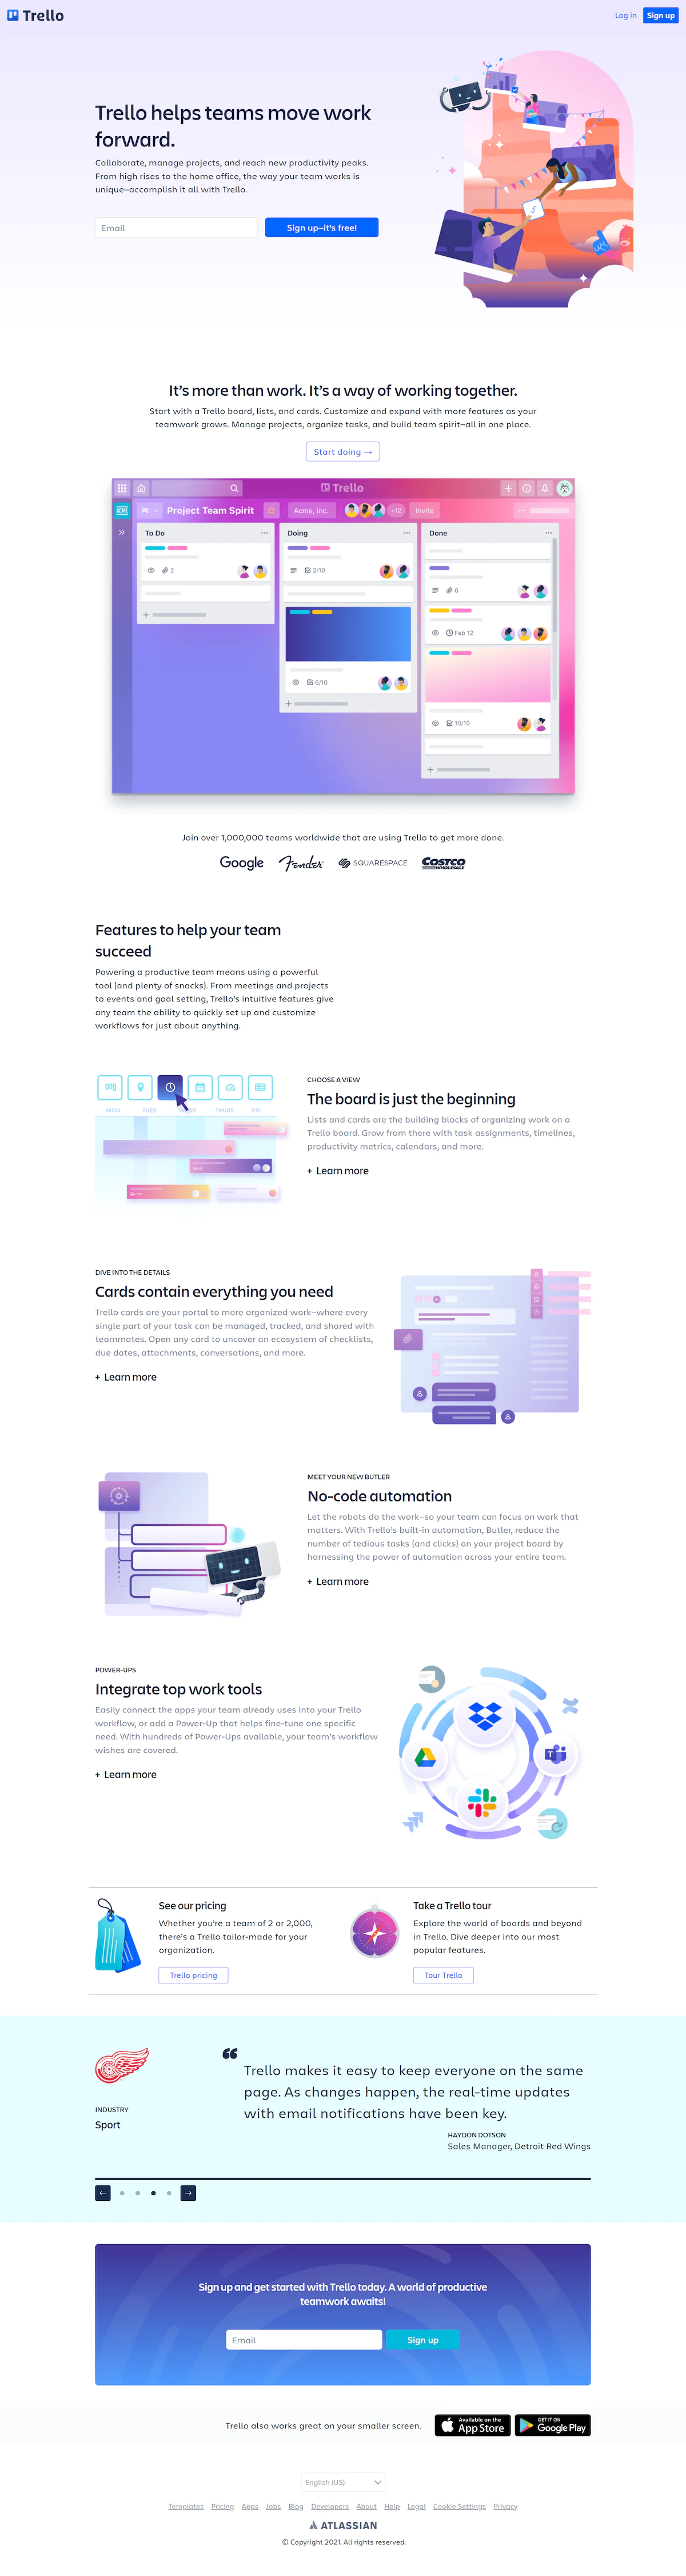 Trello
Log in
Sign up
Trello helps teams move work
forward.
Collaborate, manage projects, and reach new productivity peaks.
From high rises to the home office, the way your team works is
unique—accomplish it all with Trello.
Email
Sign up—it's free!
It's more than work. It's a way of working together.
Start with a Trello board, lists, and cards. Customize and expand with more features as your
teamwork grows. Manage projects, organize tasks, and build team spirit—all in one place.
Start doing →
Trello
ACME
Project Team Spirit
Acme, Inc.
+12
Invite
To Do
Doing
Done
2
2/10
6
Feb 12
6/10
10/10
Join over 1,000,000 teams worldwide that are using Trello to get more done.
Google
Fender
SQUARESPACE
COSTCO
WHOLESALE
Features to help your team
succeed
Powering a productive team means using a powerful
tool (and plenty of snacks). From meetings and projects
to events and goal setting, Trello's intuitive features give
any team the ability to quickly set up and customize
workflows for just about anything.
MON
TUES
THURS
FRI
CHOOSE A VIEW
The board is just the beginning
Lists and cards are the building blocks of organizing work on a
Trello board. Grow from there with task assignments, timelines,
productivity metrics, calendars, and more.
+ Learn more
DIVE INTO THE DETAILS
Cards contain everything you need
Trello cards are your portal to more organized work—where every
single part of your task can be managed, tracked, and shared with
teammates. Open any card to uncover an ecosystem of checklists,
due dates, attachments, conversations, and more.
+ Learn more
MEET YOUR NEW BUTLER
No-code automation
Let the robots do the work—so your team can focus on work that
matters. With Trello's built-in automation, Butler, reduce the
number of tedious tasks (and clicks) on your project board by
harnessing the power of automation across your entire team.
+ Learn more
POWER-UPS
Integrate top work tools
Easily connect the apps your team already uses into your Trello
workflow, or add a Power-Up that helps fine-tune one specific
need. With hundreds of Power-Ups available, your team's workflow
wishes are covered.
+ Learn more
See our pricing
Whether you're a team of 2 or 2,000,
there's a Trello tailor-made for your
organization.
Trello pricing
Take a Trello tour
Explore the world of boards and beyond
in Trello. Dive deeper into our most
popular features.
Tour Trello
INDUSTRY
Sport
“
Trello makes it easy to keep everyone on the same
page. As changes happen, the real-time updates
with email notifications have been key.
HAYDON DOTSON
Sales Manager, Detroit Red Wings
Sign up and get started with Trello today. A world of productive
teamwork awaits!
Email
Sign up
Trello also works great on your smaller screen.
Available on the
App Store
GET IT ON
Google Play
English (US)
Templates Pricing Apps Jobs Blog Developers About Help Legal Cookie Settings Privacy
ATLASSIAN
© Copyright 2021. All rights reserved.